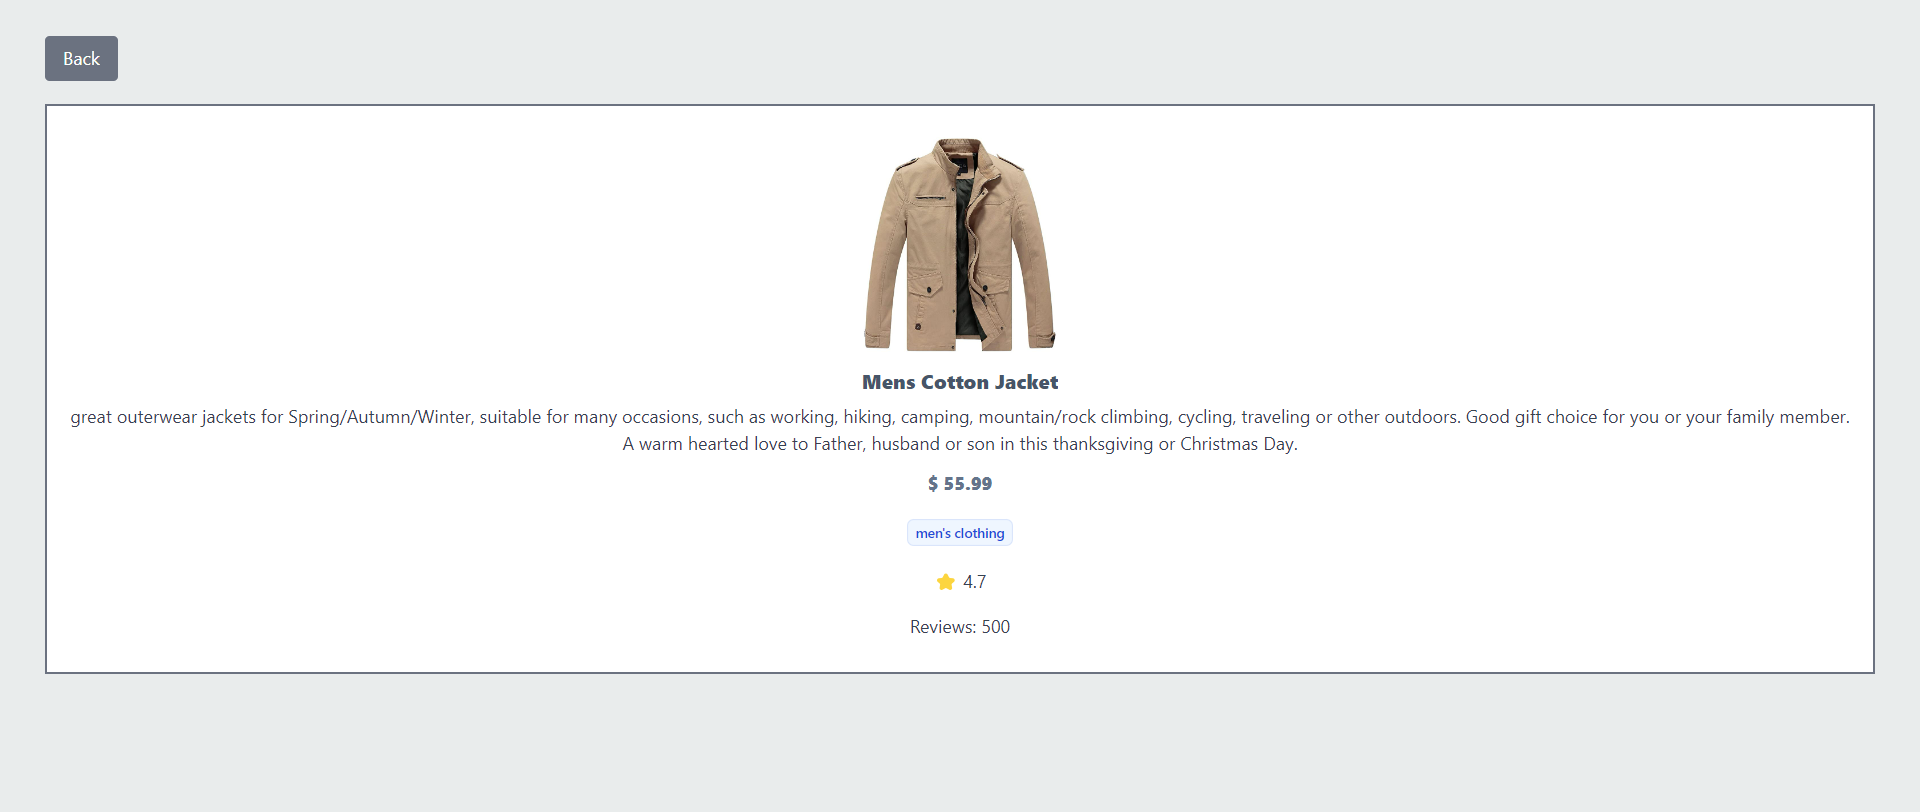 Back
Mens Cotton Jacket
great outerwear jackets for Spring/Autumn/Winter, suitable for many occasions, such as working, hiking, camping, mountain/rock climbing, cycling, traveling or other outdoors. Good gift choice for you or your family member.
A warm hearted love to Father, husband or son in this thanksgiving or Christmas Day.
$ 55.99
men's clothing
4.7
Reviews: 500